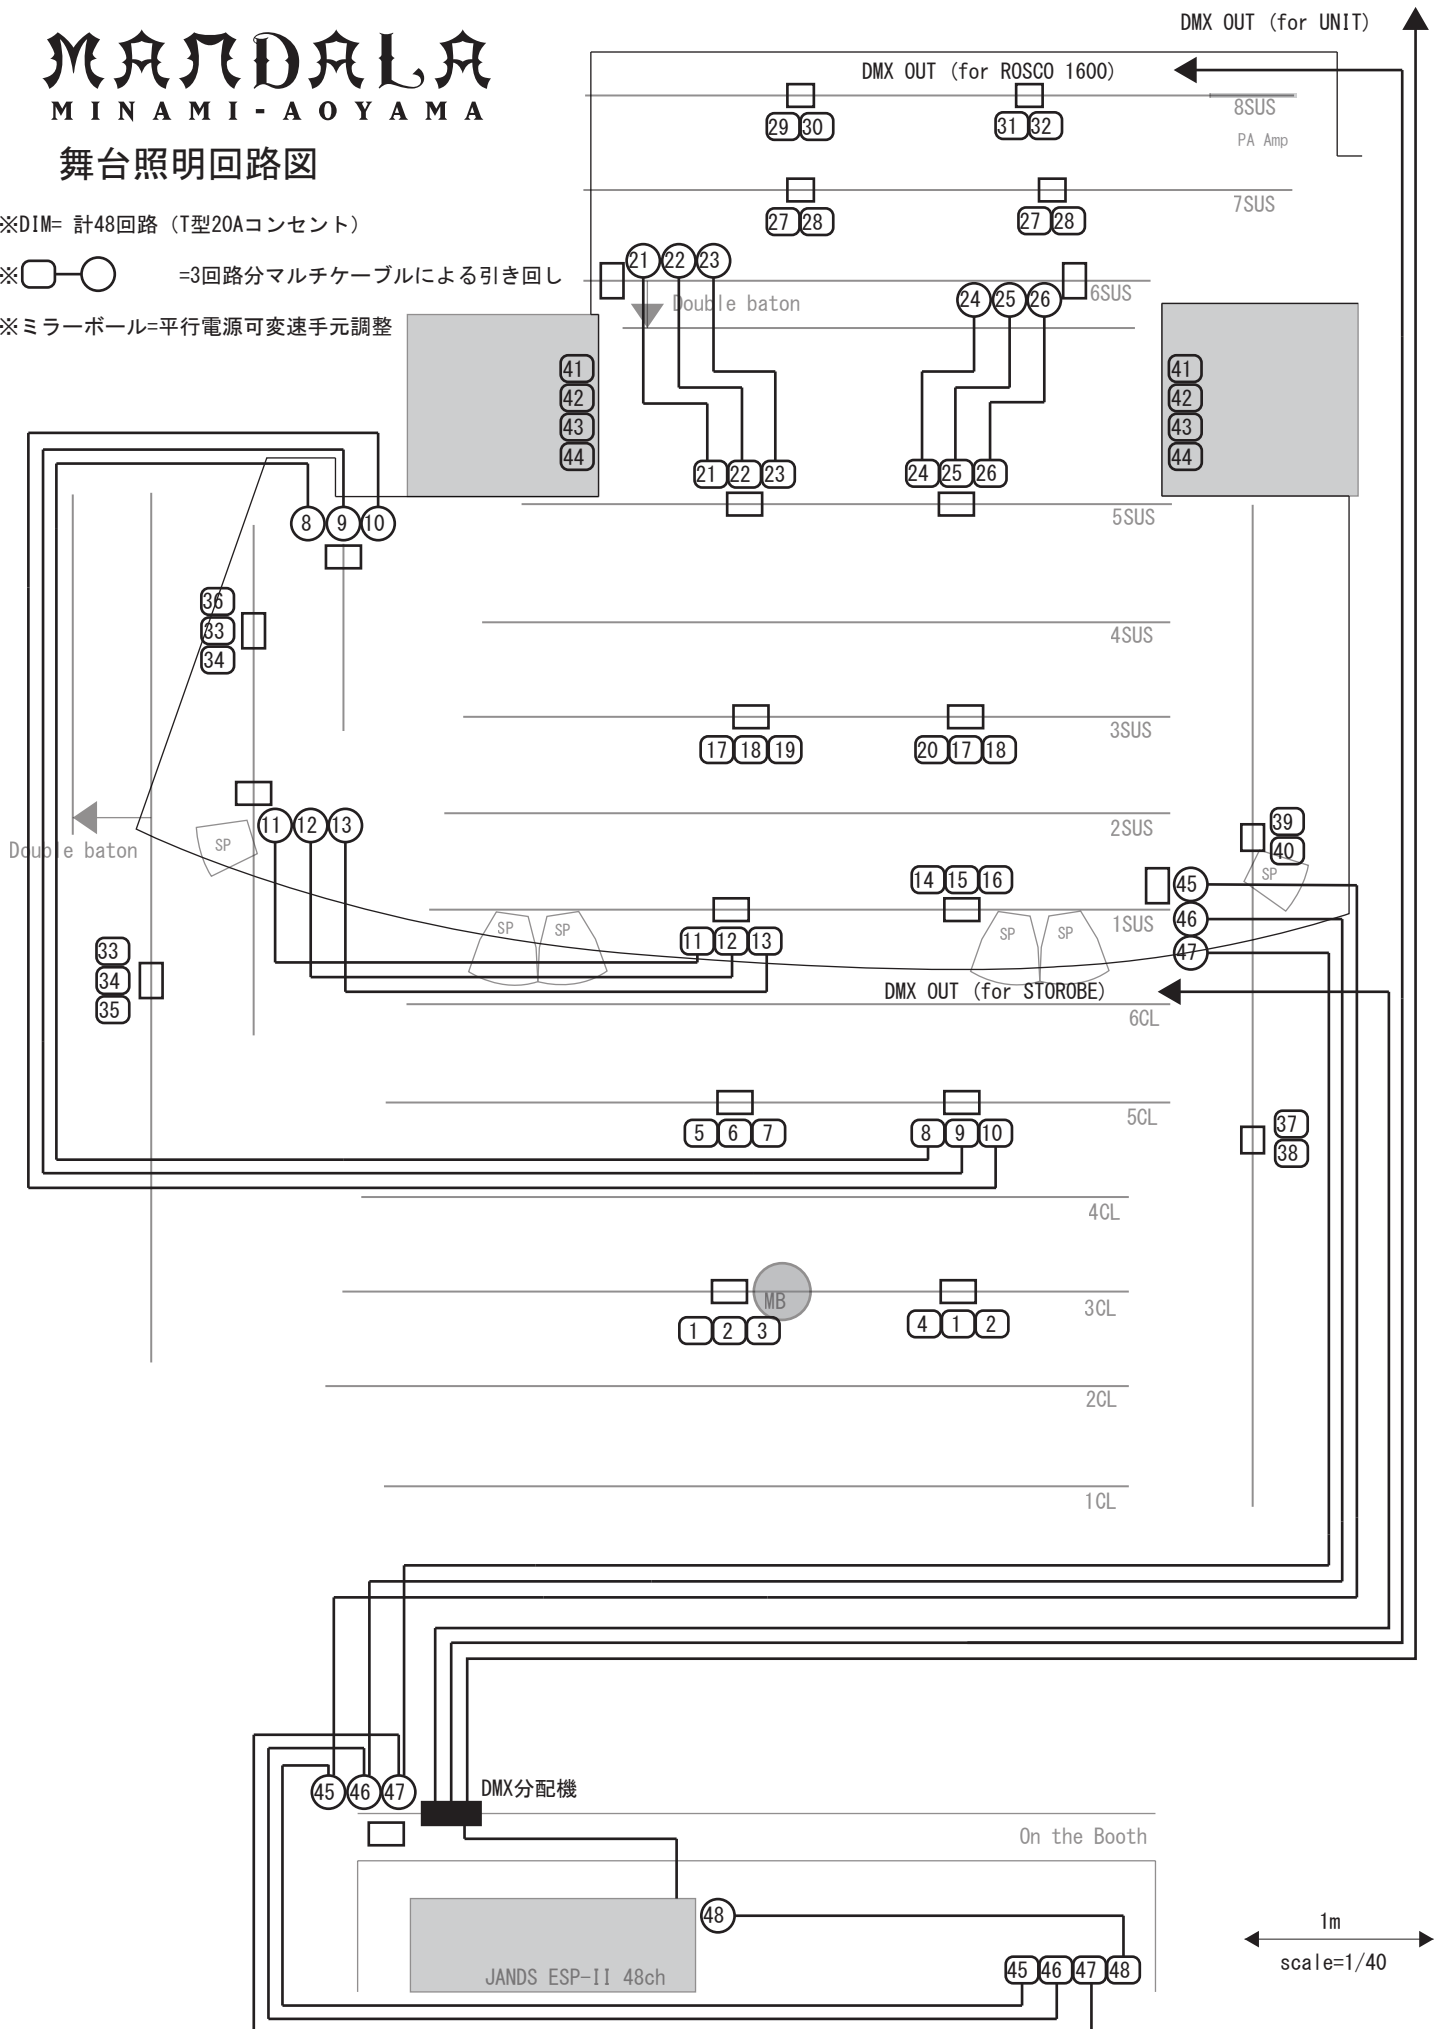 DMX OUT (for UNIT)
MANDALA
MINAMI-AOYAMA
舞台照明回路図
DMX OUT (for ROSCO 1600)
8SUS
29 30
31 32
PA Amp
7SUS
27 28
27 28
※DIM= 計48回路（T型20Aコンセント）
※ =3回路分マルチケーブルによる引き回し
※ミラーボール=平行電源可変速手元調整
21 22 23
Double baton
24 25 26
6SUS
41
42
43
44
41
42
43
44
21 22 23
24 25 26
5SUS
8 9 10
36
33
34
4SUS
3SUS
17 18 19
20 17 18
2SUS
11 12 13
SP
Double baton
39
40
SP
14 15 16
45
46
47
1SUS
SP SP
11 12 13
SP SP
33
34
35
DMX OUT (for STOROBE)
6CL
5CL
5 6 7
8 9 10
37
38
4CL
MB
3CL
1 2 3
4 1 2
2CL
1CL
45 46 47
DMX分配機
On the Booth
48
JANDS ESP-II 48ch
45 46 47 48
1m
scale=1/40